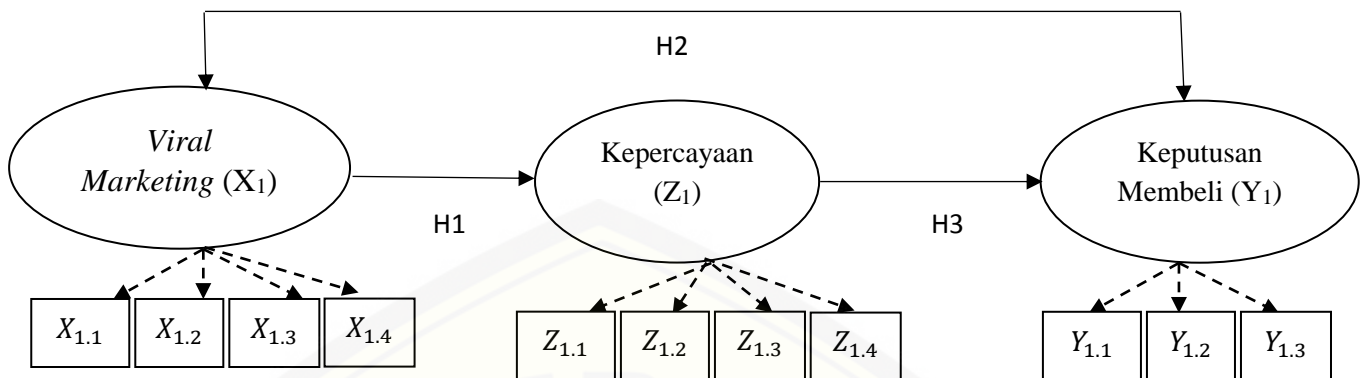 H2
Viral
Marketing (X₁)
Kepercayaan
(Z₁)
Keputusan
Membeli (Y₁)
H1
H3
X₁.₁ X₁.₂ X₁.₃ X₁.₄
Z₁.₁ Z₁.₂ Z₁.₃ Z₁.₄
Y₁.₁ Y₁.₂ Y₁.₃